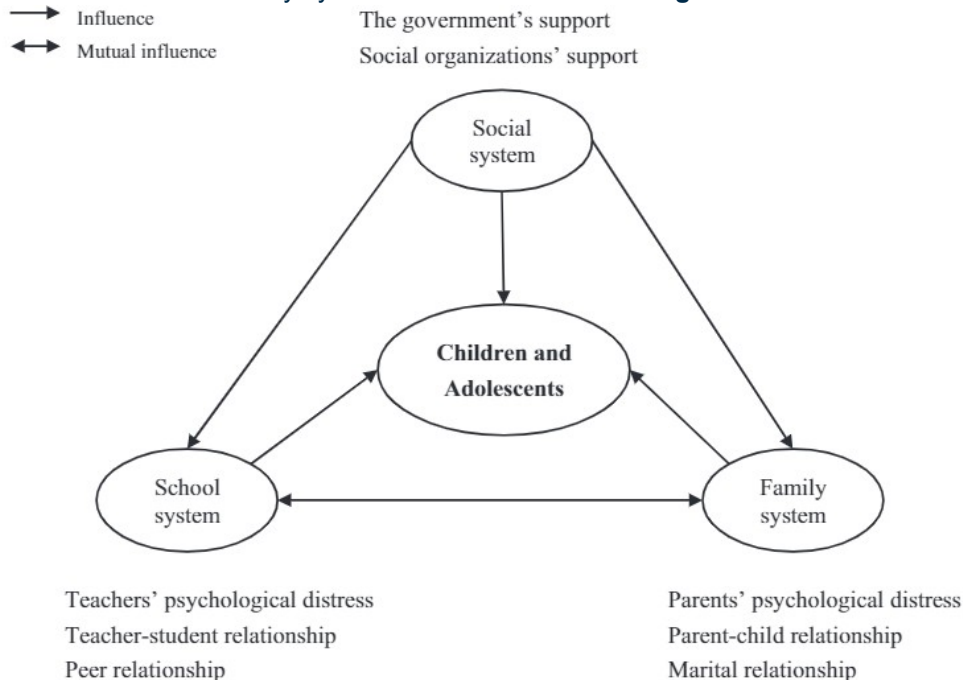 Influence
Mutual influence
The government's support
Social organizations' support
Social
system
Children and
Adolescents
School
system
Family
system
Teachers' psychological distress
Teacher-student relationship
Peer relationship
Parents' psychological distress
Parent-child relationship
Marital relationship